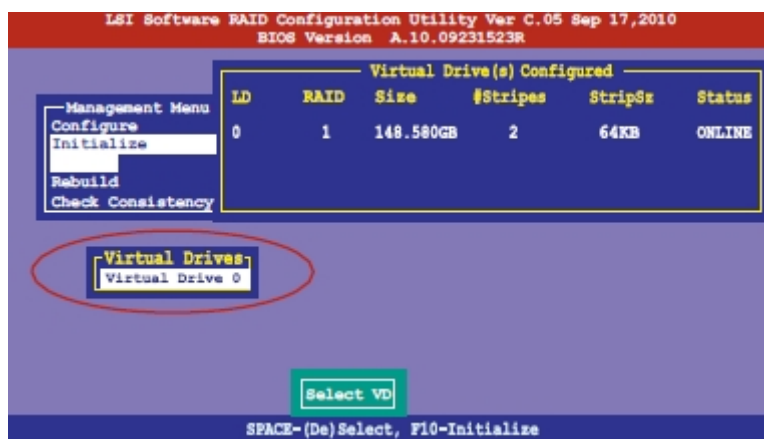 LSI Software RAID Configuration Utility Ver C.05 Sep 17,2010
BIOS Version A.10.09231523R
Virtual Drive(s) Configured
LD RAID Size #Stripes StripSz Status
0 1 148.580GB 2 64KB ONLINE
Management Menu
Configure
Initialize
Rebuild
Check Consistency
Virtual Drives
Virtual Drive 0
Select VD
SPACE-(De)Select, F10-Initialize